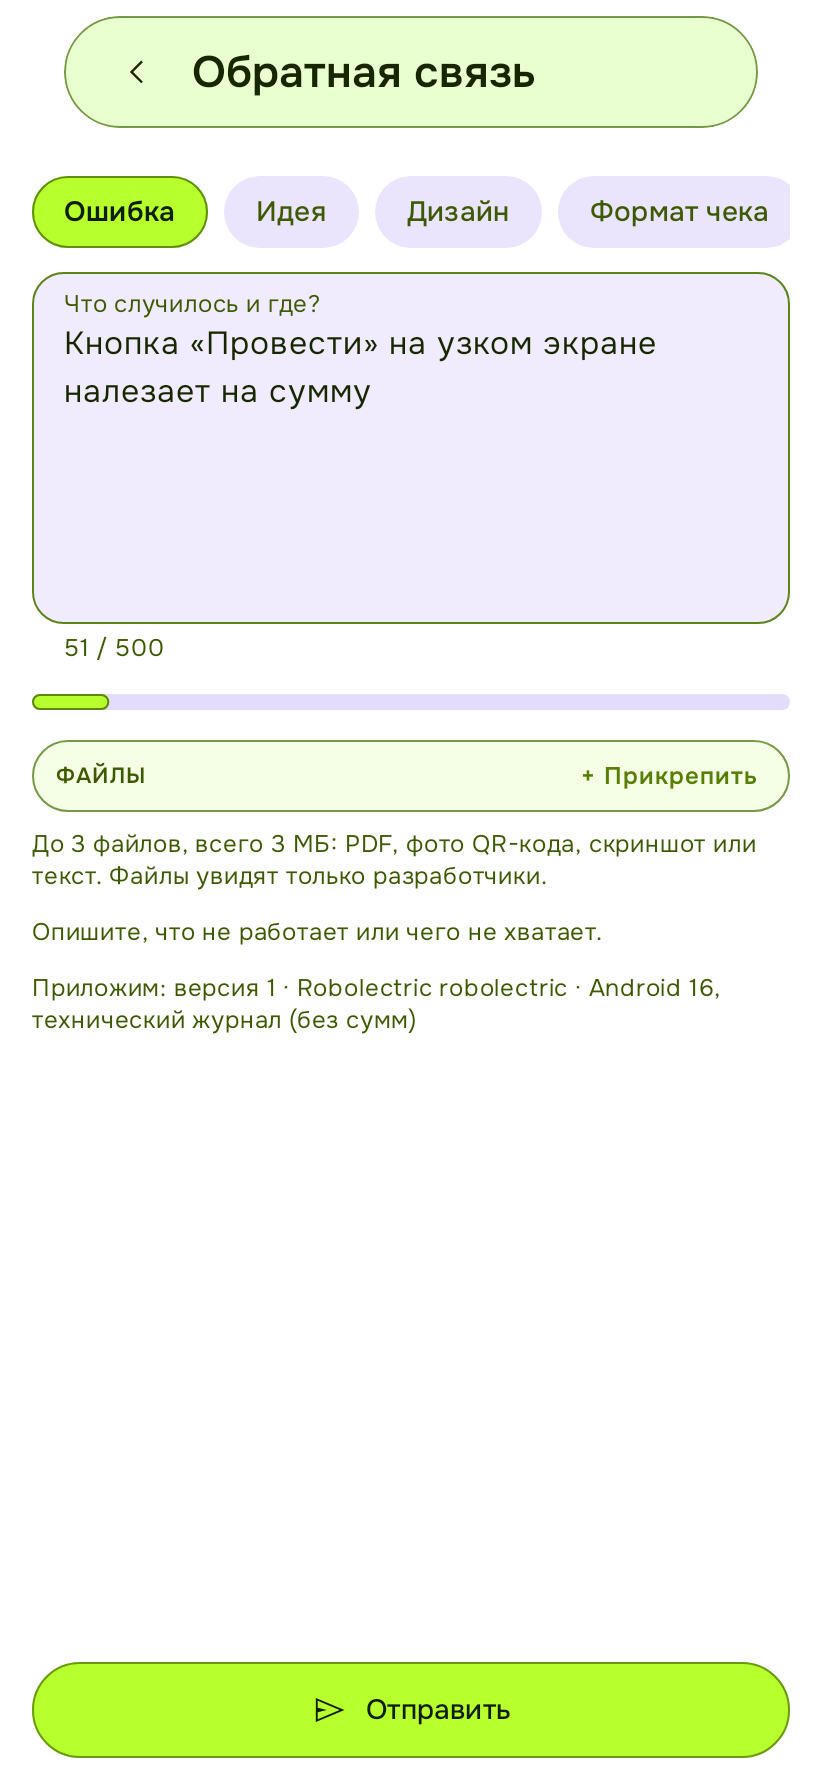 Обратная связь
Ошибка
Идея
Дизайн
Формат чека
Что случилось и где?
Кнопка «Провести» на узком экране
налезает на сумму
51 / 500
ФАЙЛЫ
+ Прикрепить
До 3 файлов, всего 3 МБ: PDF, фото QR-кода, скриншот или
текст. Файлы увидят только разработчики.
Опишите, что не работает или чего не хватает.
Приложим: версия 1 · Robolectric robolectric · Android 16,
технический журнал (без сумм)
Отправить